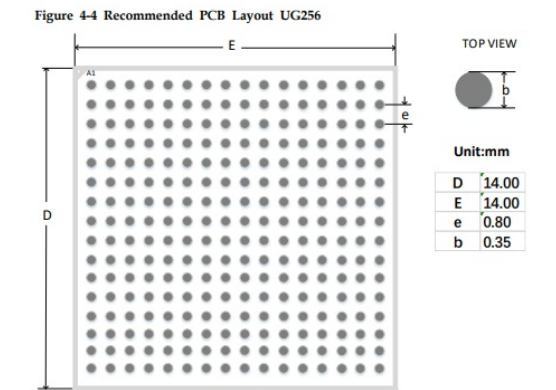 Figure 4-4 Recommended PCB Layout UG256
E
TOP VIEW
A1
b
e
Unit:mm
D 14.00
E 14.00
e 0.80
b 0.35
D